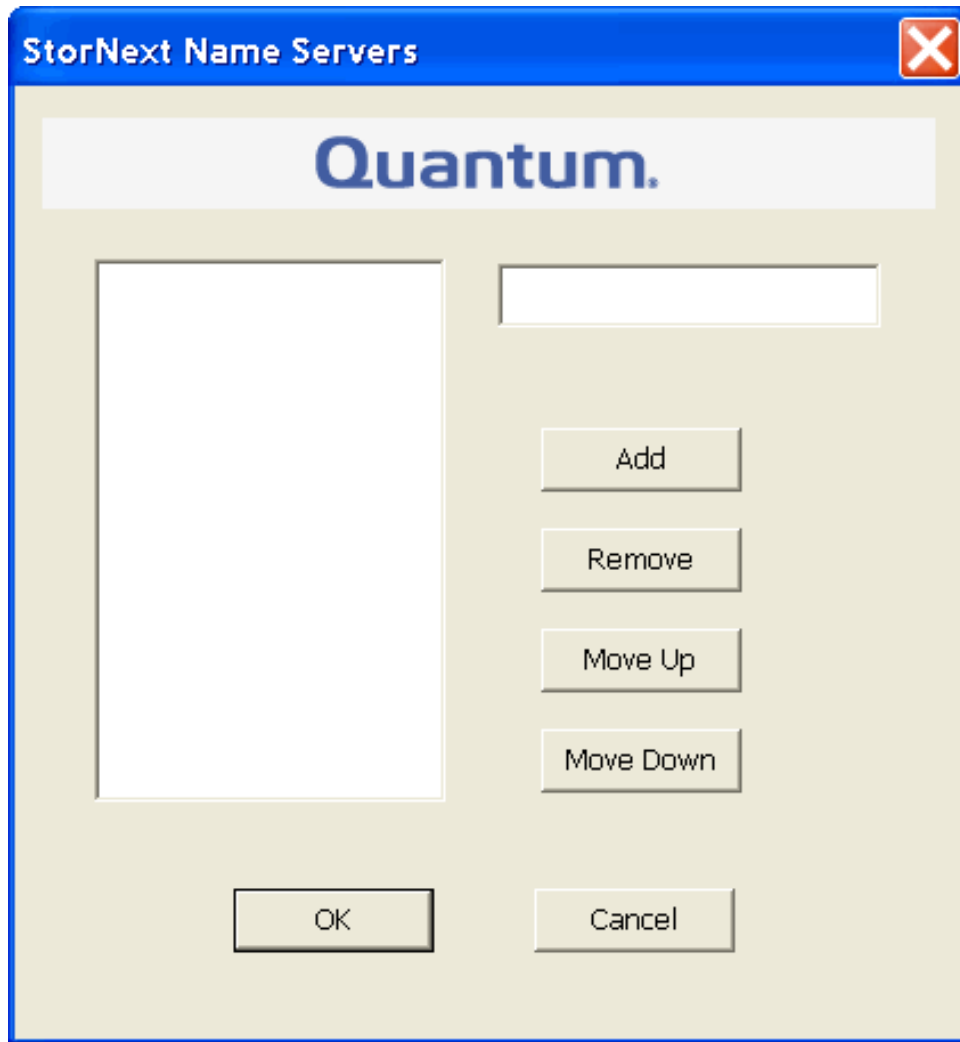 StorNext Name Servers
Quantum®
Add
Remove
Move Up
Move Down
OK
Cancel